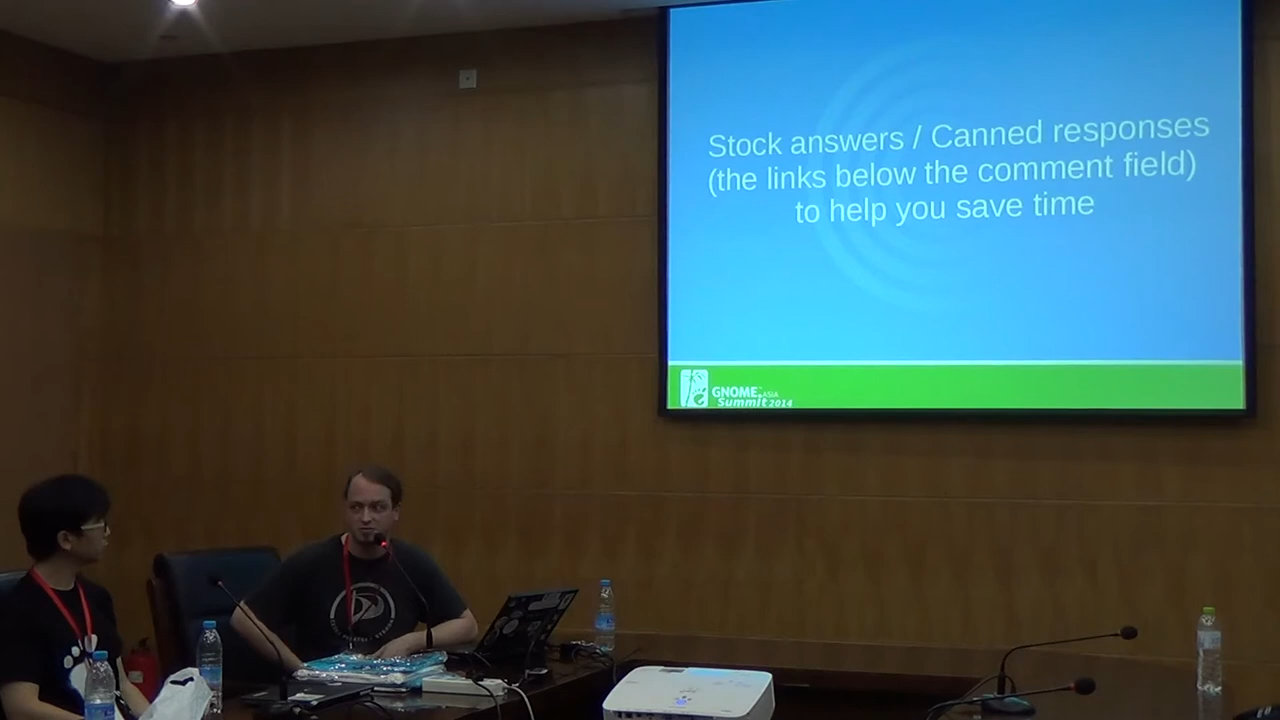 Stock answers / Canned responses
(the links below the comment field)
to help you save time
GNOME.ASIA
Summit 2014